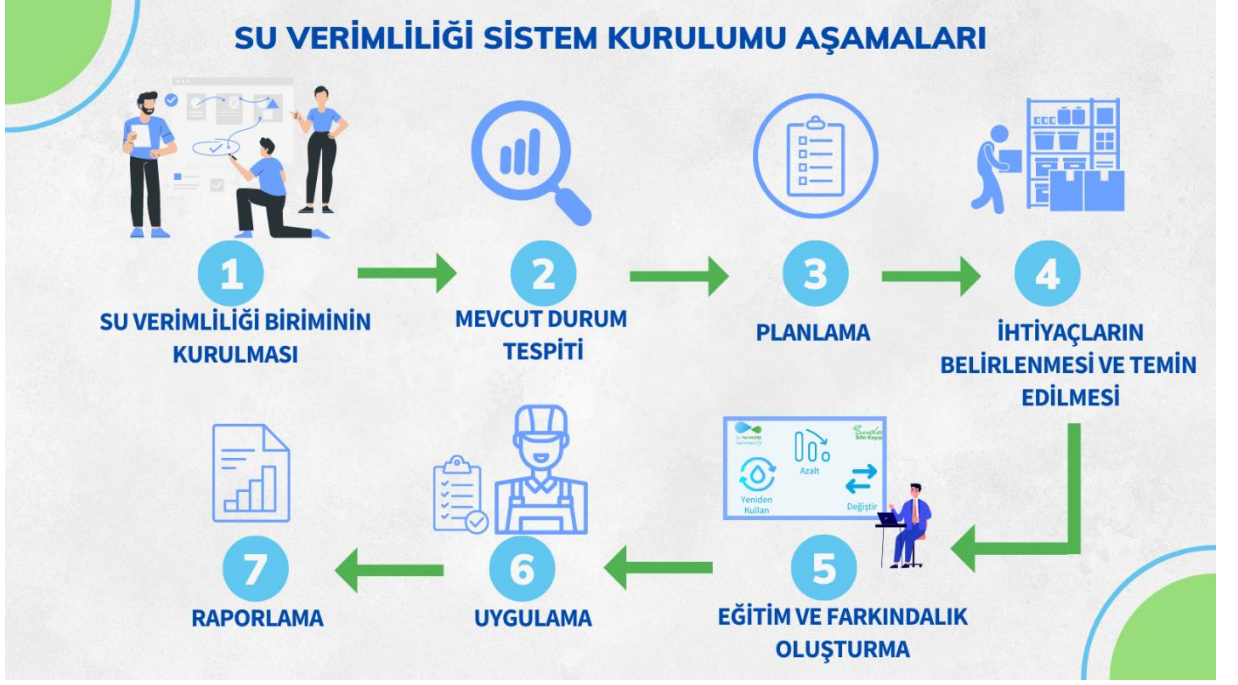 SU VERİMLİLİĞİ SİSTEM KURULUMU AŞAMALARI
1
SU VERİMLİLİĞİ BİRİMİNİN
KURULMASI
2
MEVCUT DURUM
TESPİTİ
3
PLANLAMA
4
İHTİYAÇLARIN
BELİRLENMESİ VE TEMİN
EDİLMESİ
Azalt
Yeniden
Kullan
Değiştir
5
EĞİTİM VE FARKINDALIK
OLUŞTURMA
6
UYGULAMA
7
RAPORLAMA